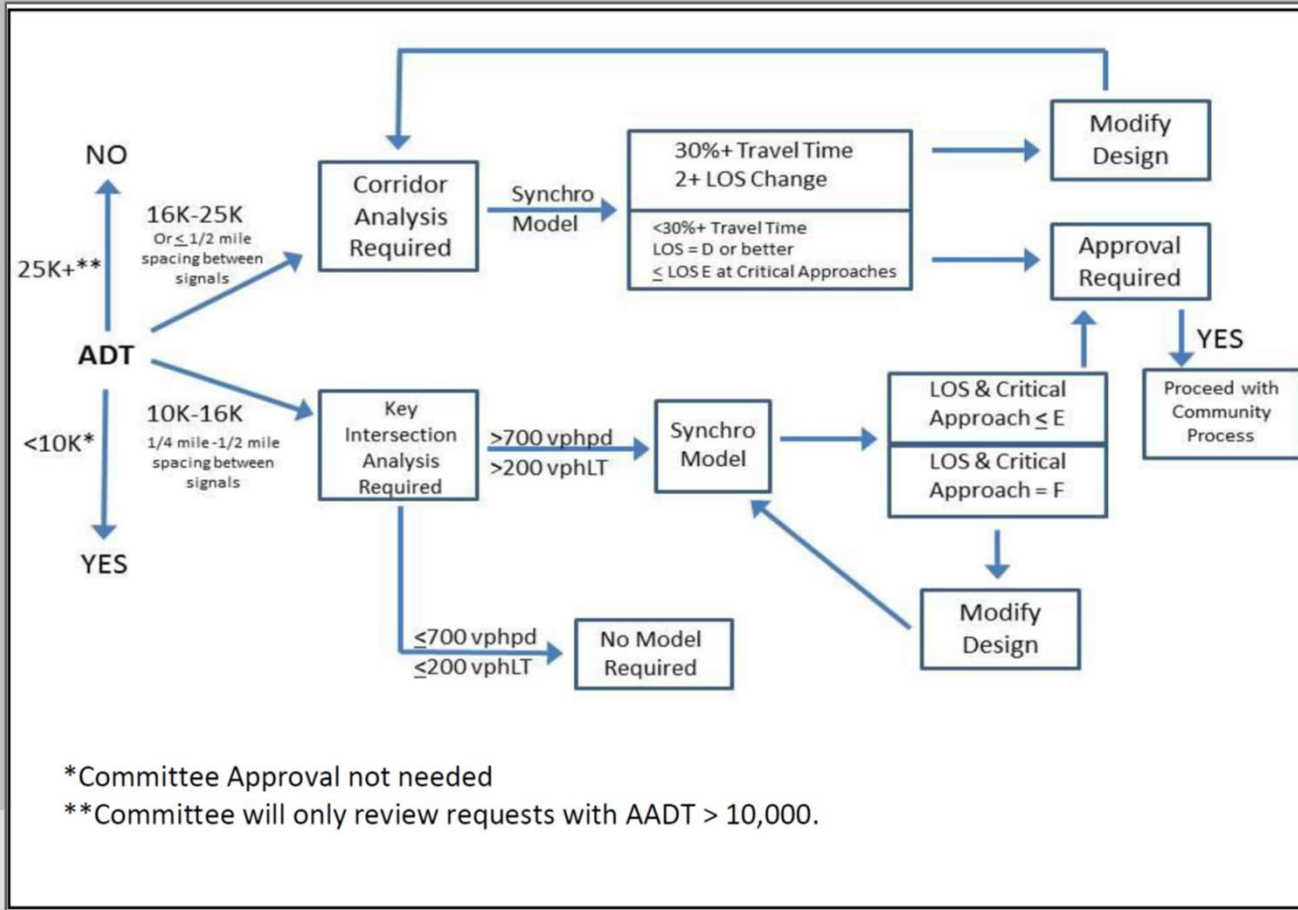 NO
25K+**
16K-25K
Or ≤ 1/2 mile
spacing between
signals
ADT
<10K*
YES
10K-16K
1/4 mile -1/2 mile
spacing between
signals
Corridor
Analysis
Required
Synchro
Model
30%+ Travel Time
2+ LOS Change
<30%+ Travel Time
LOS = D or better
≤ LOS E at Critical Approaches
Modify
Design
Approval
Required
YES
Proceed with
Community
Process
Key
Intersection
Analysis
Required
>700 vphpd
>200 vphLT
Synchro
Model
LOS & Critical
Approach ≤ E
LOS & Critical
Approach = F
Modify
Design
≤700 vphpd
≤200 vphLT
No Model
Required
*Committee Approval not needed
**Committee will only review requests with AADT > 10,000.